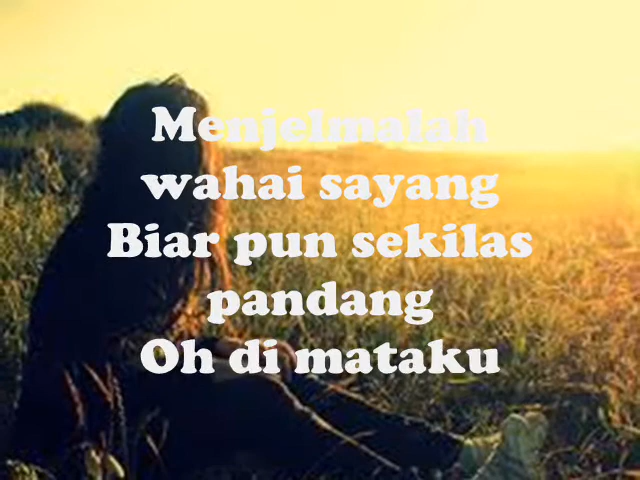 Menjelmalah
wahai sayang
Biar pun sekilas
pandang
Oh di mataku